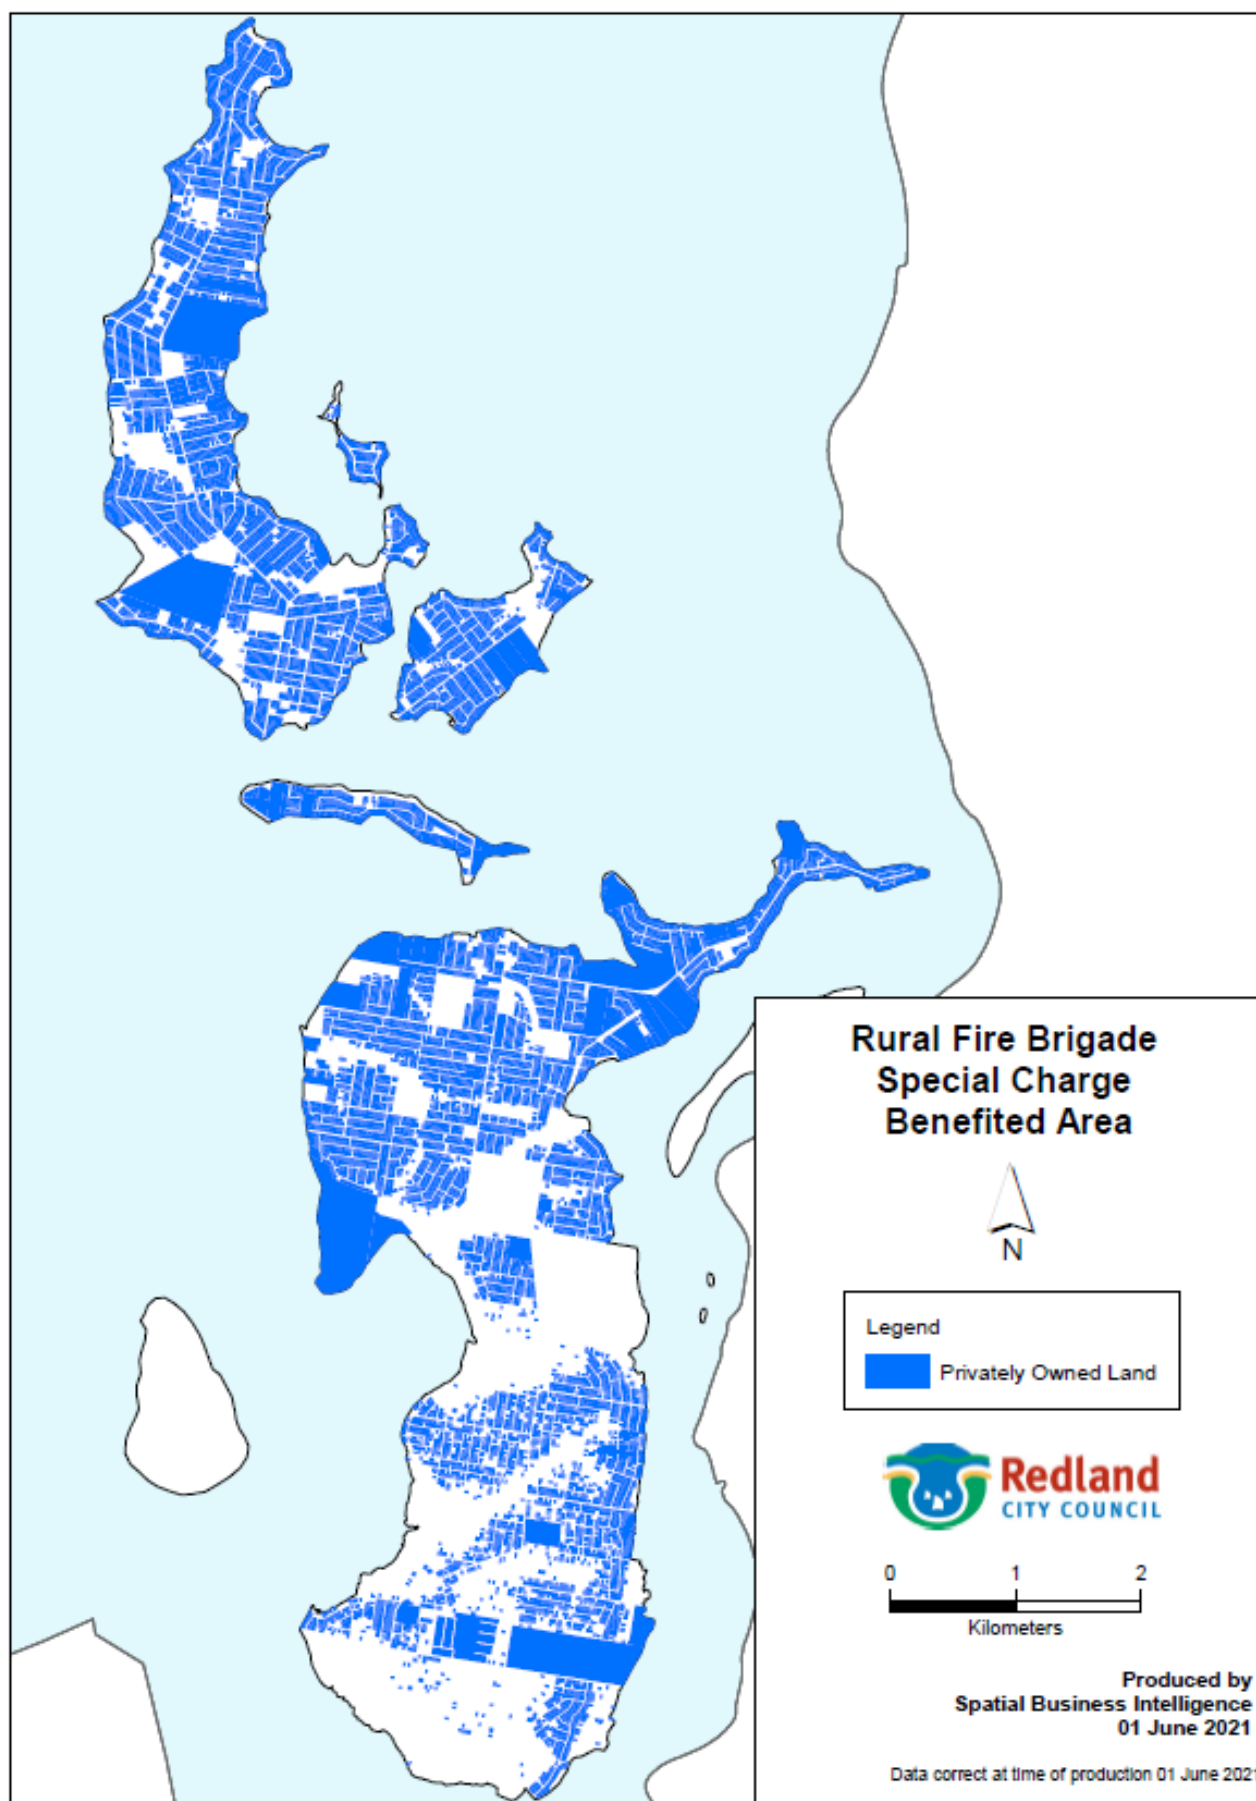 Rural Fire Brigade
Special Charge
Benefited Area
N
Legend
Privately Owned Land
Redland
CITY COUNCIL
0 1 2
Kilometers
Produced by
Spatial Business Intelligence
01 June 2021
Data correct at time of production 01 June 2021